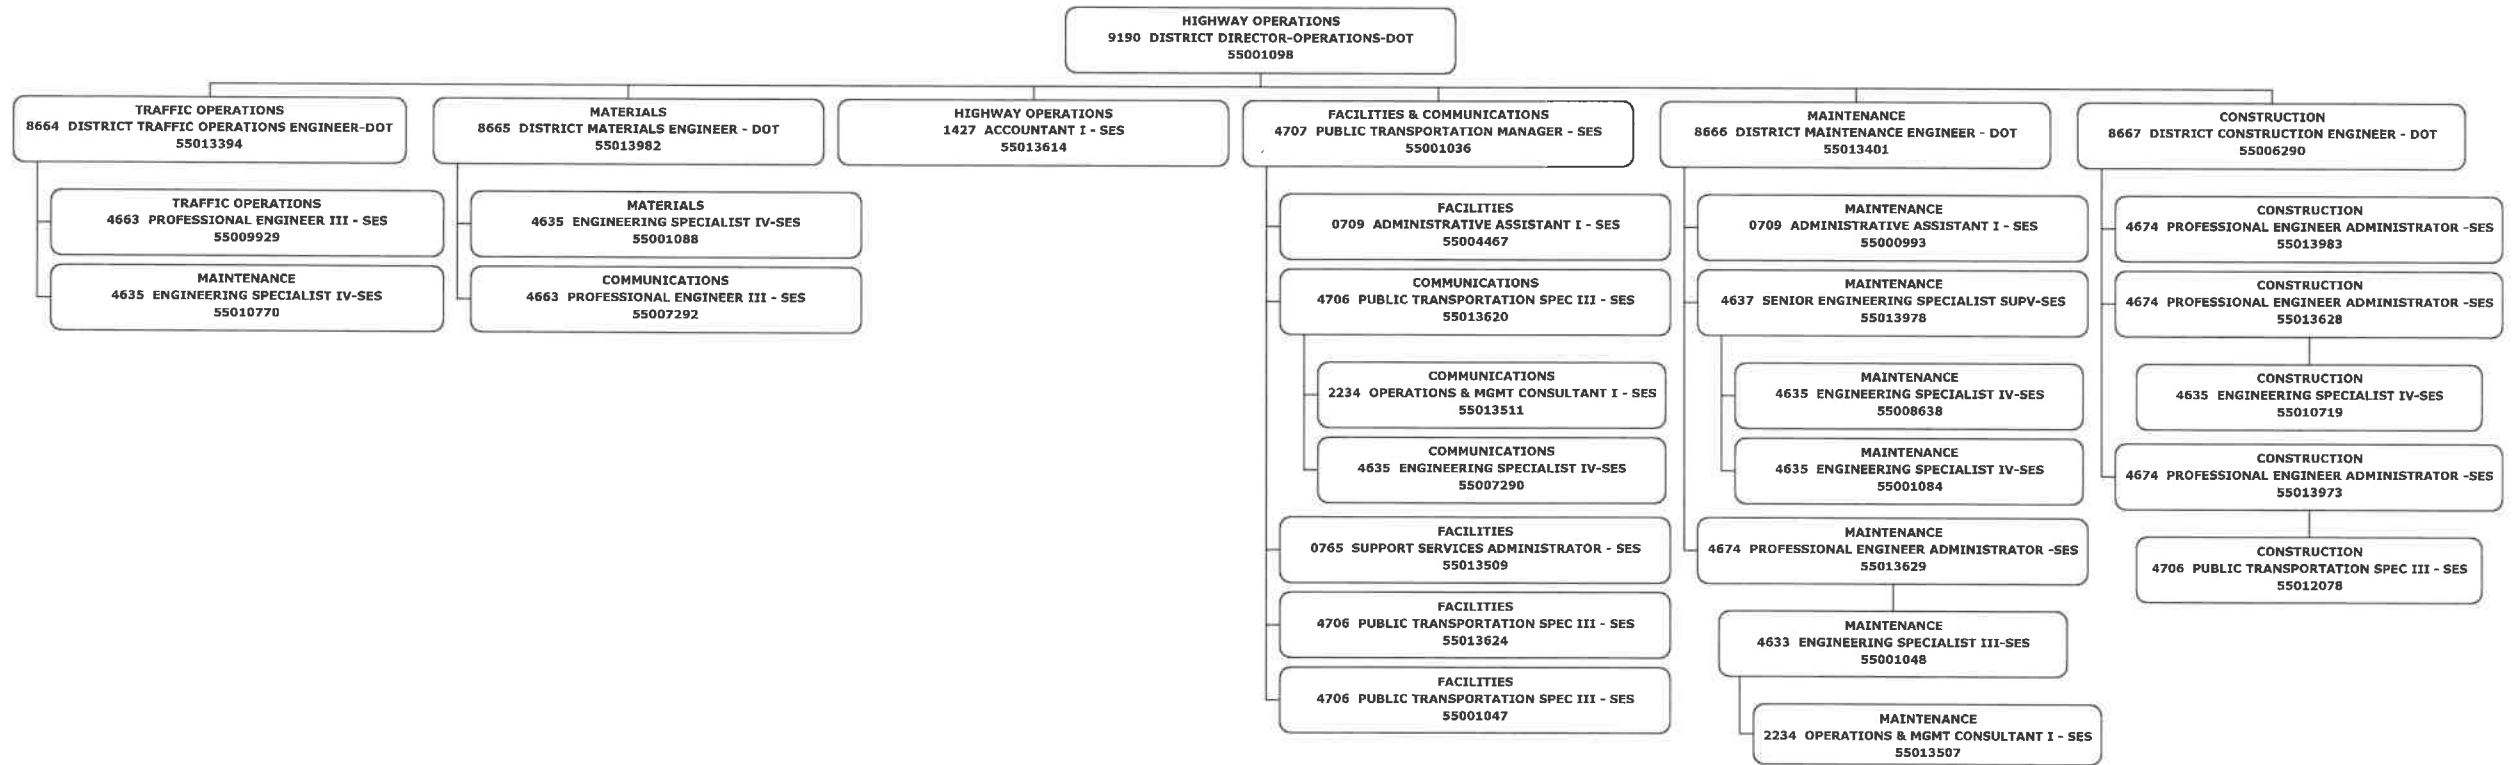 HIGHWAY OPERATIONS
9190 DISTRICT DIRECTOR-OPERATIONS-DOT
55001098
TRAFFIC OPERATIONS
8664 DISTRICT TRAFFIC OPERATIONS ENGINEER-DOT
55013394
TRAFFIC OPERATIONS
4663 PROFESSIONAL ENGINEER III - SES
55009929
MAINTENANCE
4635 ENGINEERING SPECIALIST IV-SES
55010770
MATERIALS
8665 DISTRICT MATERIALS ENGINEER - DOT
55013982
MATERIALS
4635 ENGINEERING SPECIALIST IV-SES
55001088
COMMUNICATIONS
4663 PROFESSIONAL ENGINEER III - SES
55007292
HIGHWAY OPERATIONS
1427 ACCOUNTANT I - SES
55013614
FACILITIES & COMMUNICATIONS
4707 PUBLIC TRANSPORTATION MANAGER - SES
55001036
FACILITIES
0709 ADMINISTRATIVE ASSISTANT I - SES
55004467
COMMUNICATIONS
4706 PUBLIC TRANSPORTATION SPEC III - SES
55013620
COMMUNICATIONS
2234 OPERATIONS & MGMT CONSULTANT I - SES
55013511
COMMUNICATIONS
4635 ENGINEERING SPECIALIST IV-SES
55007290
FACILITIES
0765 SUPPORT SERVICES ADMINISTRATOR - SES
55013509
FACILITIES
4706 PUBLIC TRANSPORTATION SPEC III - SES
55013624
FACILITIES
4706 PUBLIC TRANSPORTATION SPEC III - SES
55001047
MAINTENANCE
8666 DISTRICT MAINTENANCE ENGINEER - DOT
55013401
MAINTENANCE
0709 ADMINISTRATIVE ASSISTANT I - SES
55000993
MAINTENANCE
4637 SENIOR ENGINEERING SPECIALIST SUPV-SES
55013978
MAINTENANCE
4635 ENGINEERING SPECIALIST IV-SES
55008638
MAINTENANCE
4635 ENGINEERING SPECIALIST IV-SES
55001084
MAINTENANCE
4674 PROFESSIONAL ENGINEER ADMINISTRATOR -SES
55013629
MAINTENANCE
4633 ENGINEERING SPECIALIST III-SES
55001048
MAINTENANCE
2234 OPERATIONS & MGMT CONSULTANT I - SES
55013507
CONSTRUCTION
8667 DISTRICT CONSTRUCTION ENGINEER - DOT
55006290
CONSTRUCTION
4674 PROFESSIONAL ENGINEER ADMINISTRATOR -SES
55013983
CONSTRUCTION
4674 PROFESSIONAL ENGINEER ADMINISTRATOR -SES
55013628
CONSTRUCTION
4635 ENGINEERING SPECIALIST IV-SES
55010719
CONSTRUCTION
4674 PROFESSIONAL ENGINEER ADMINISTRATOR -SES
55013973
CONSTRUCTION
4706 PUBLIC TRANSPORTATION SPEC III - SES
55012078